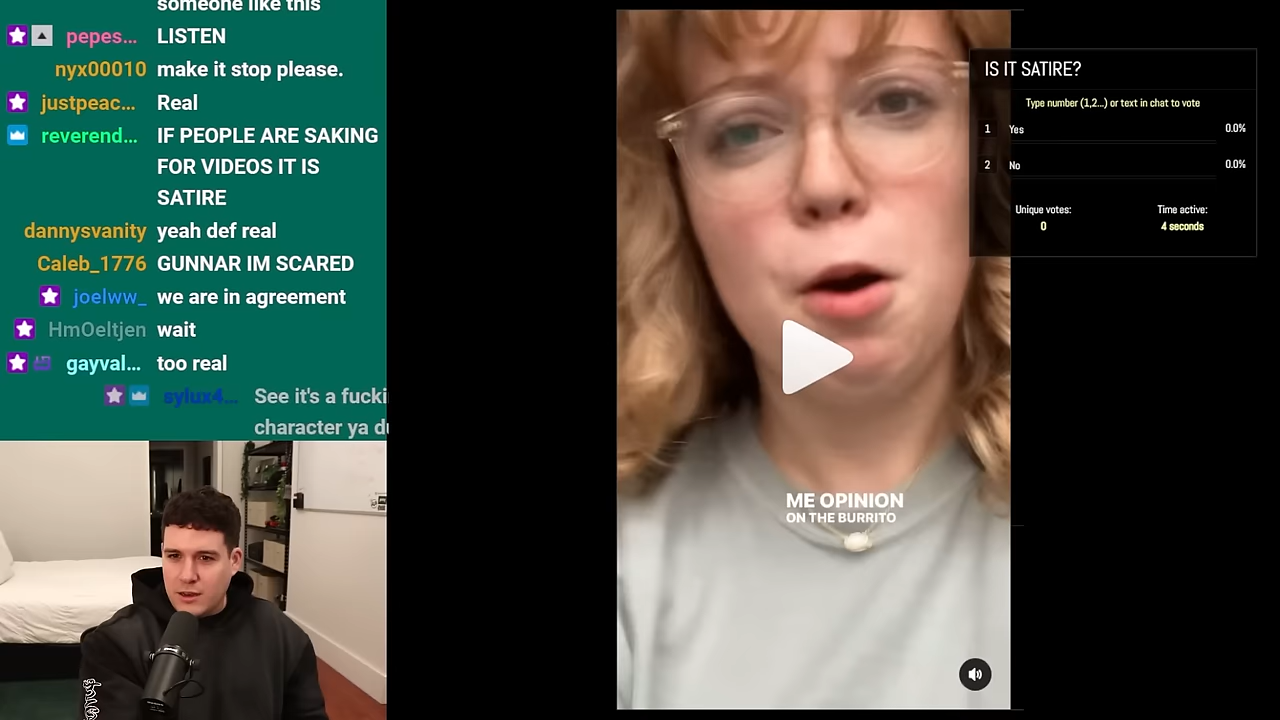 someone like this
pepes... LISTEN
nyx00010 make it stop please.
justpeac... Real
reverend... IF PEOPLE ARE SAKING
FOR VIDEOS IT IS
SATIRE
dannysvanity yeah def real
Caleb_1776 GUNNAR IM SCARED
joelww_ we are in agreement
HmOeltjen wait
gayval... too real
sylux4... See it's a fucki
character ya d
ME OPINION
ON THE BURRITO
IS IT SATIRE?
Type number (1,2...) or text in chat to vote
1 Yes 0.0%
2 No 0.0%
Unique votes: Time active:
0 4 seconds